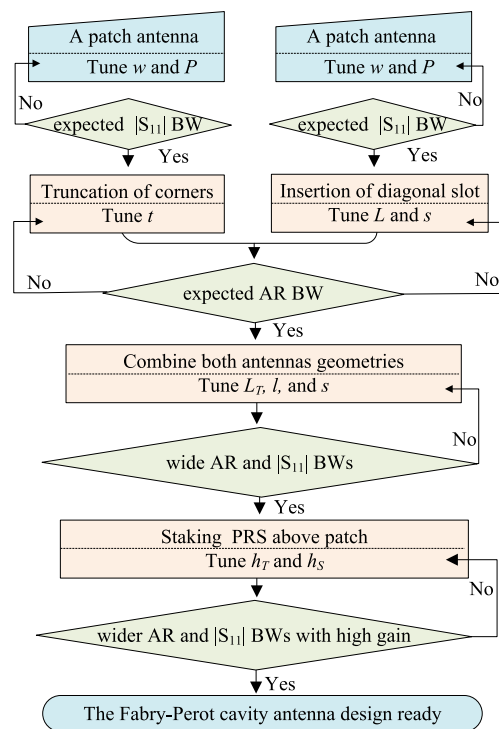 A patch antenna
Tune w and P
A patch antenna
Tune w and P
No
No
expected |S11| BW
expected |S11| BW
Yes
Yes
Truncation of corners
Tune t
Insertion of diagonal slot
Tune L and s
No
No
expected AR BW
Yes
Combine both antennas geometries
Tune LT, l, and s
No
wide AR and |S11| BWs
Yes
Staking PRS above patch
Tune hT and hS
No
wider AR and |S11| BWs with high gain
Yes
The Fabry-Perot cavity antenna design ready